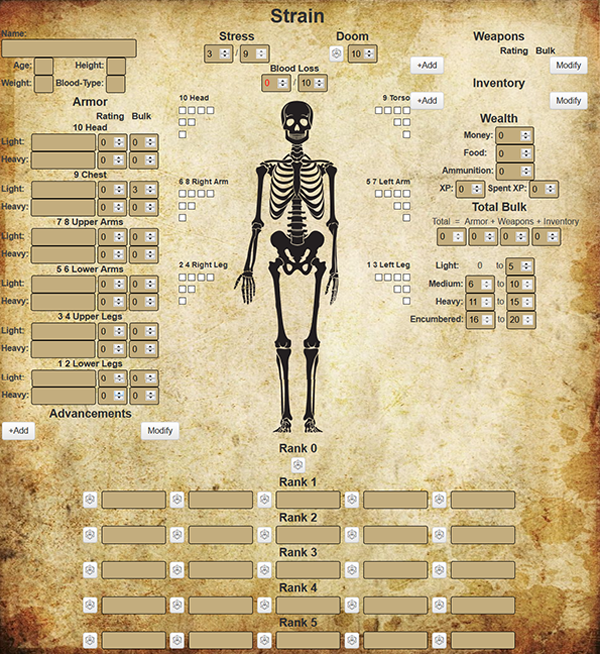 Strain
Name:
Age: Height:
Weight: Blood-Type:
Stress Doom
3 / 9 10
Blood Loss
0 / 10
Weapons
Rating Bulk
+Add Modify
Inventory
+Add Modify
Armor
Rating Bulk
10 Head
Light: 0 0
Heavy: 0 0
9 Chest
Light: 0 3
Heavy: 0 0
7 8 Upper Arms
Light: 0 0
Heavy: 0 0
5 6 Lower Arms
Light: 0 0
Heavy: 0 0
3 4 Upper Legs
Light: 0 0
Heavy: 0 0
1 2 Lower Legs
Light: 0 0
Heavy: 0 0
Advancements
+Add Modify
10 Head 9 Torso
6 8 Right Arm 5 7 Left Arm
2 4 Right Leg 1 3 Left Leg
Wealth
Money: 0
Food: 0
Ammunition: 0
XP: 0 Spent XP: 0
Total Bulk
Total = Armor + Weapons + Inventory
0 0 0 0
Light: 0 to 5
Medium: 6 to 10
Heavy: 11 to 15
Encumbered: 16 to 20
Rank 0
Rank 1
Rank 2
Rank 3
Rank 4
Rank 5